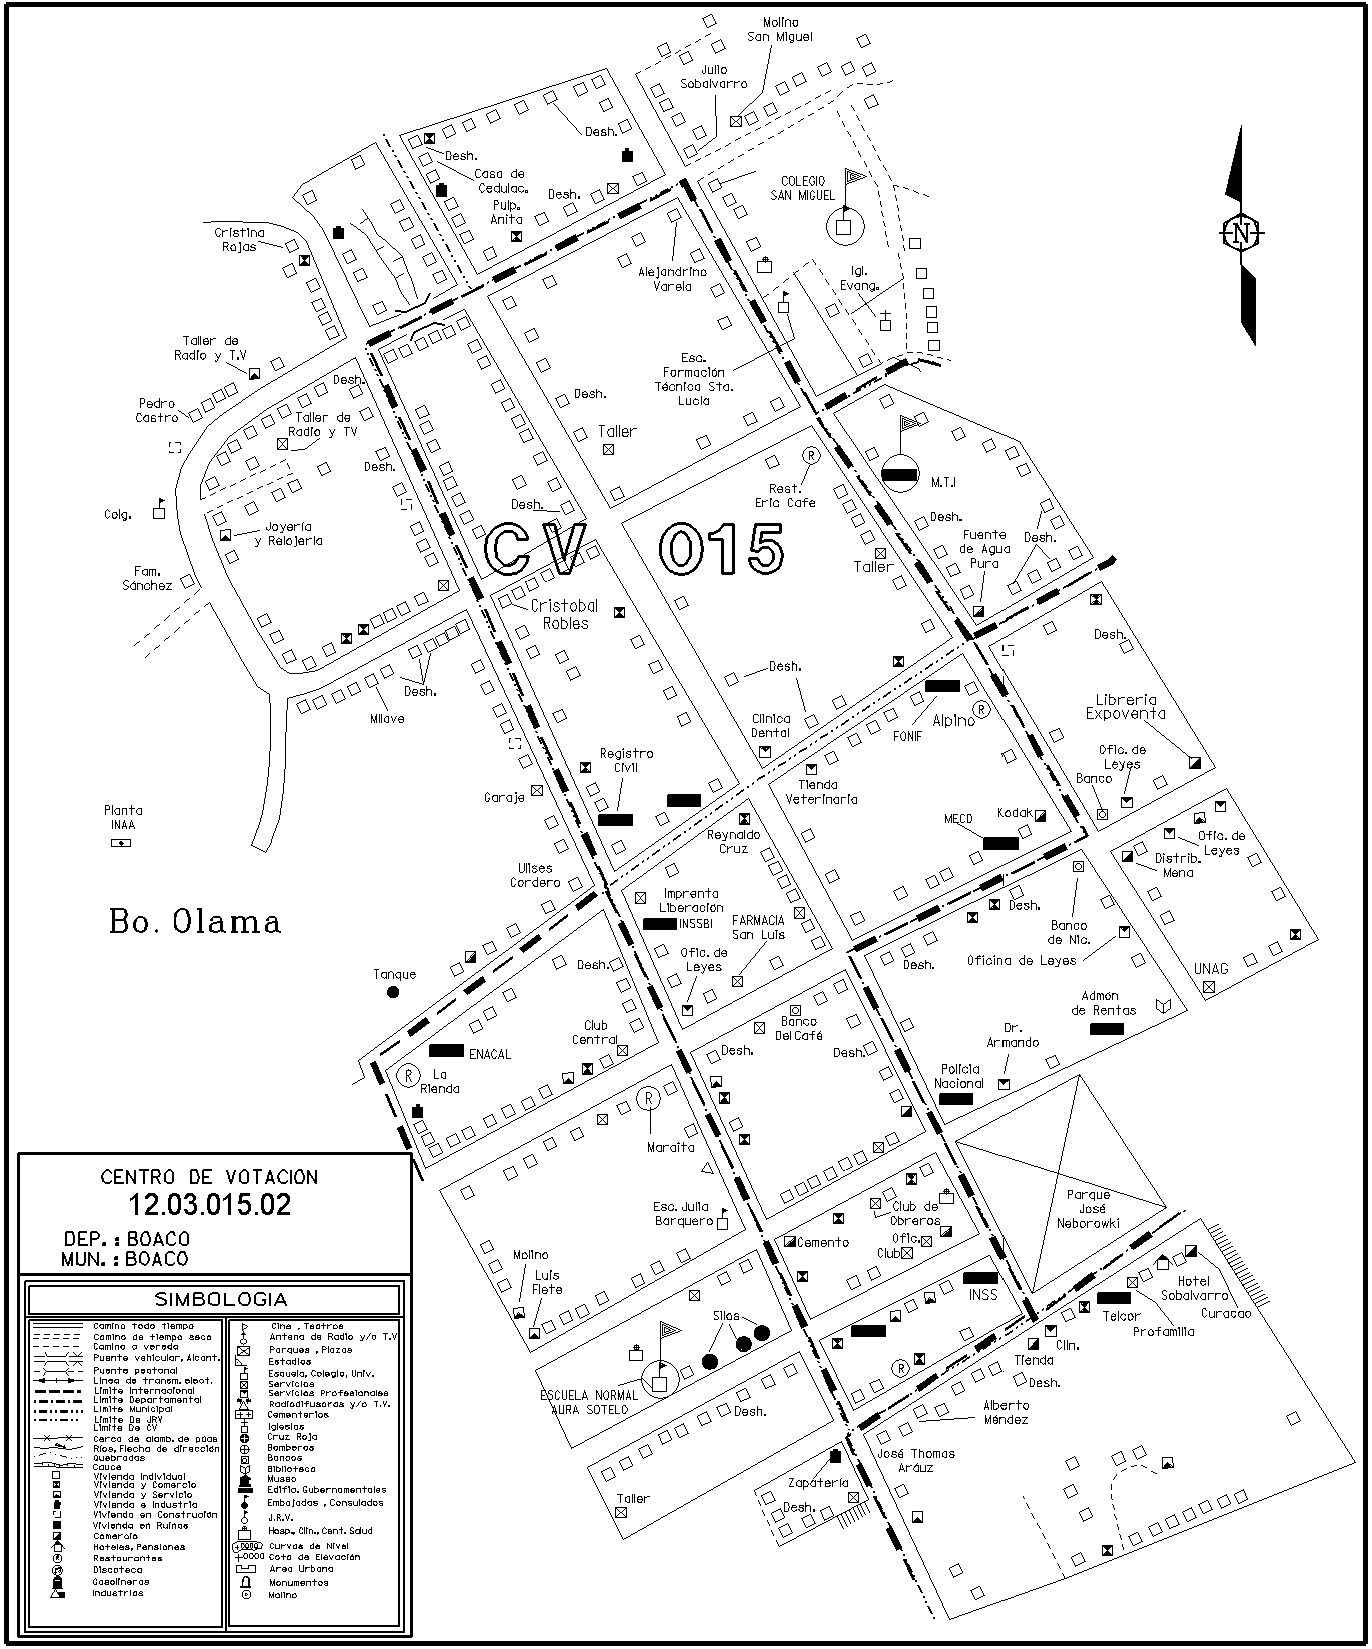 Molino
San Miguel
Julio
Sobalvarro
Desh.
Desh.
Casa de
Cedulac.
Pulp.
Anita
Desh.
COLEGIO
SAN MIGUEL
Cristina
Rojas
Alejandrino
Varela
Igl.
Evang.
N
Taller de
Radio y T.V
Desh.
Esc.
Formación
Técnica Sta.
Lucia
Pedro
Castro
Taller de
Radio y TV
Desh.
Taller
Desh.
R
Rest.
Eric Cafe
M.T.I
Colg.
Desh.
Joyería
y Relojería
CV 015
Desh.
Fuente
de Agua
Pura
Desh.
Taller
Fam.
Sánchez
Cristobal
Robles
Desh.
Desh.
Desh.
Milave
Libreria
Expoventa
Clinica
Dental
Alpino
R
FONIF
Registro
Civil
Ofic. de
Leyes
Banco
Garaje
Tienda
Veterinaria
Planta
INAA
MECD
Kodak
Reynaldo
Cruz
Ofic. de
Leyes
Distrib.
Mena
Ulises
Cordero
Imprenta
Liberación
INSSBI
FARMACIA
San Luis
Desh.
Banco
de Nic.
Bo. Olama
Ofic. de
Leyes
Desh.
Desh.
Oficina de Leyes
UNAG
Tanque
Admón
de Rentas
Club
Central
Banco
Del Café
Dr.
Armando
ENACAL
Desh.
Desh.
R
La
Rienda
Policia
Nacional
R
Maraita
CENTRO DE VOTACION
12.03.015.02
DEP. : BOACO
MUN. : BOACO
Parque
José
Neborowki
Esc. Julia
Barquero
Club de
Obreros
Ofic.
Club
Cemento
Molino
Luis
Flete
Hotel
Sobalvarro
Curacao
INSS
Telcor
Profamilia
Silos
Clin.
Tienda
R
Desh.
ESCUELA NORMAL
AURA SOTELO
Desh.
Alberto
Méndez
José Thomas
Aráuz
Zapatería
Desh.
Taller
SIMBOLOGIA
Camino todo tiempo
Camino de tiempo seco
Camino o vereda
Puente vehicular, Alcant.
Puente peatonal
Linea de transm. elect.
Limite Internacional
Limite Departamental
Limite Municipal
Limite De JRV
Limite De CV
Cerca de alamb. de púas
Ríos, Flecha de dirección
Quebradas
Cauce
Vivienda Individual
Vivienda y Comercio
Vivienda y Servicio
Vivienda e Industria
Vivienda en Construción
Vivienda en Ruinas
Comercio
Hoteles, Pensiones
Restaurantes
Discoteca
Gasolineras
Industrias
Cine , Teatros
Antena de Radio y/o T.V
Parques , Plazas
Estadios
Escuela, Colegio, Univ.
Servicios
Servicios Profesionales
Radiodifusoras y/o T.V.
Cementerios
Iglesias
Cruz Roja
Bomberos
Bancos
Biblioteca
Museo
Edific. Gubernamentales
Embajadas , Consulados
J.R.V.
Hosp., Clin., Cent. Salud
Curvas de Nivel
Cota de Elevación
Area Urbana
Monumentos
Molino